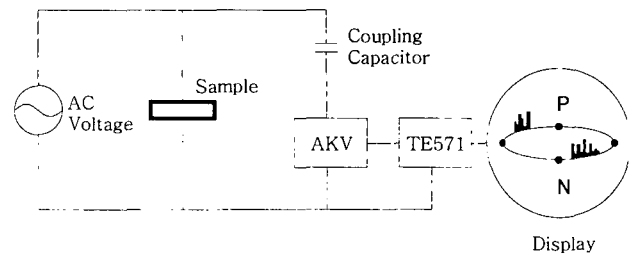 Coupling
Capacitor
Sample
AC
Voltage
AKV
TE571
P
N
Display